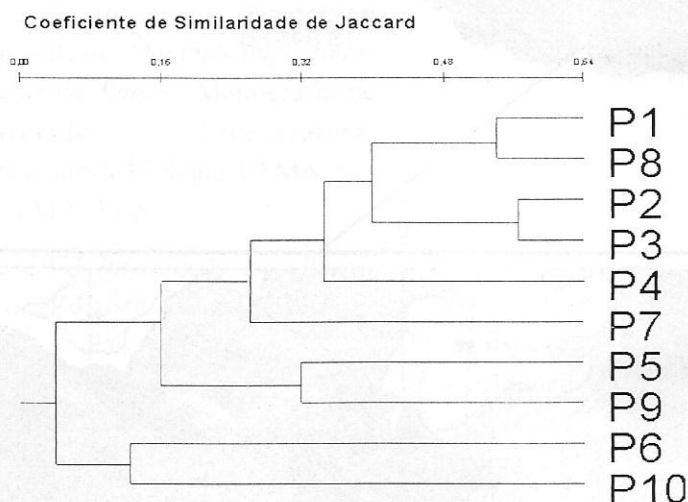 Coeficiente de Similaridade de Jaccard
0,00 0,16 0,32 0,48 0,64
P1
P8
P2
P3
P4
P7
P5
P9
P6
P10